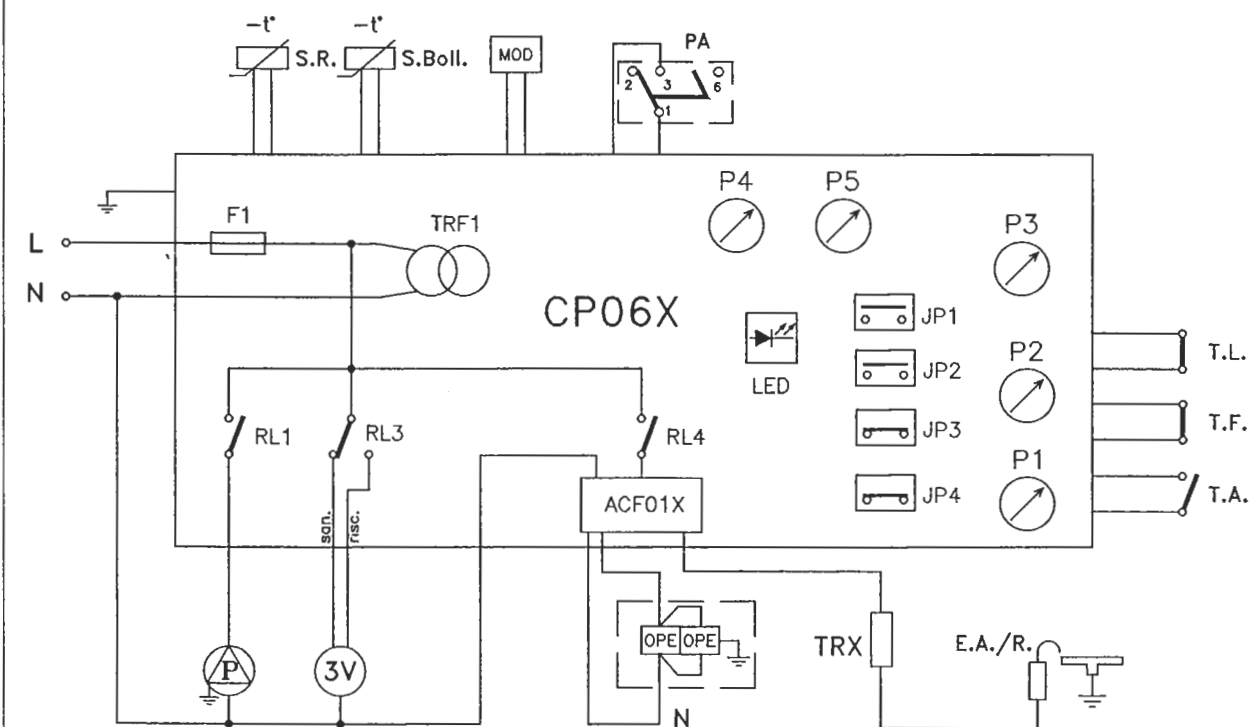 -t°
-t°
S.R.
S.Boll.
MOD
PA
2
3
6
1
P4
P5
P3
F1
TRF1
L
N
CP06X
JP1
LED
JP2
P2
T.L.
RL1
RL3
RL4
JP3
T.F.
P1
ACF01X
JP4
T.A.
san.
risc.
P
3V
OPE
OPE
TRX
E.A./R.
N